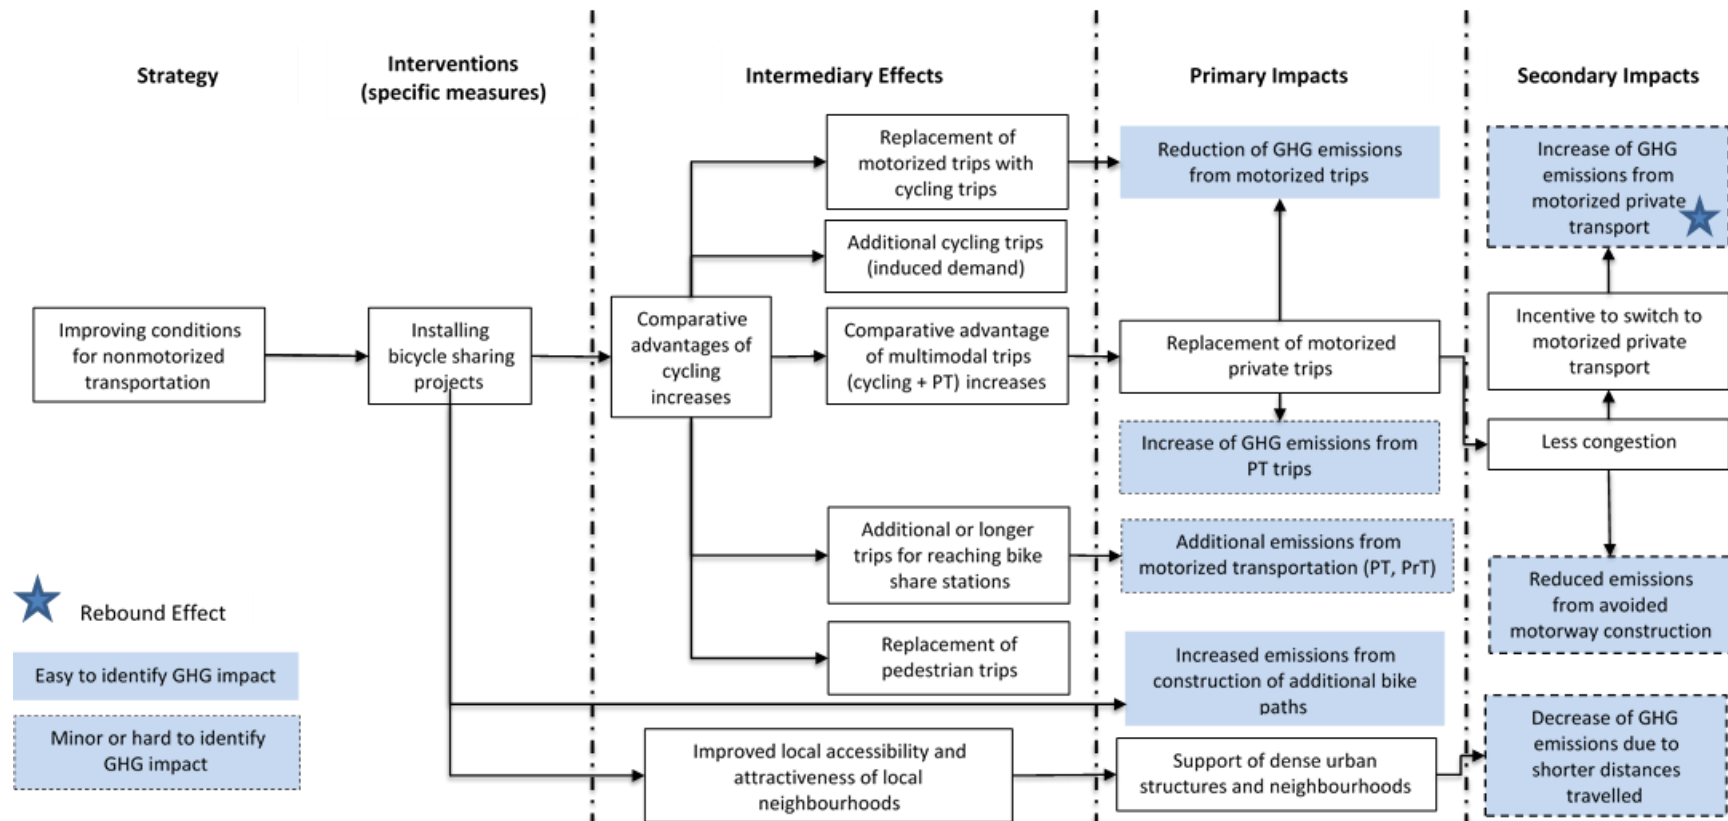 Strategy
Interventions
(specific measures)
Intermediary Effects
Primary Impacts
Secondary Impacts
Improving conditions
for nonmotorized
transportation
Installing
bicycle sharing
projects
Comparative
advantages of
cycling
increases
Replacement of
motorized trips with
cycling trips
Additional cycling trips
(induced demand)
Comparative advantage
of multimodal trips
(cycling + PT) increases
Additional or longer
trips for reaching bike
share stations
Replacement of
pedestrian trips
Improved local accessibility and
attractiveness of local
neighbourhoods
Reduction of GHG emissions
from motorized trips
Replacement of motorized
private trips
Increase of GHG emissions from
PT trips
Additional emissions from
motorized transportation (PT, PrT)
Increased emissions from
construction of additional bike
paths
Support of dense urban
structures and neighbourhoods
Increase of GHG
emissions from
motorized private
transport
Incentive to switch to
motorized private
transport
Less congestion
Reduced emissions
from avoided
motorway construction
Decrease of GHG
emissions due to
shorter distances
travelled
Rebound Effect
Easy to identify GHG impact
Minor or hard to identify
GHG impact